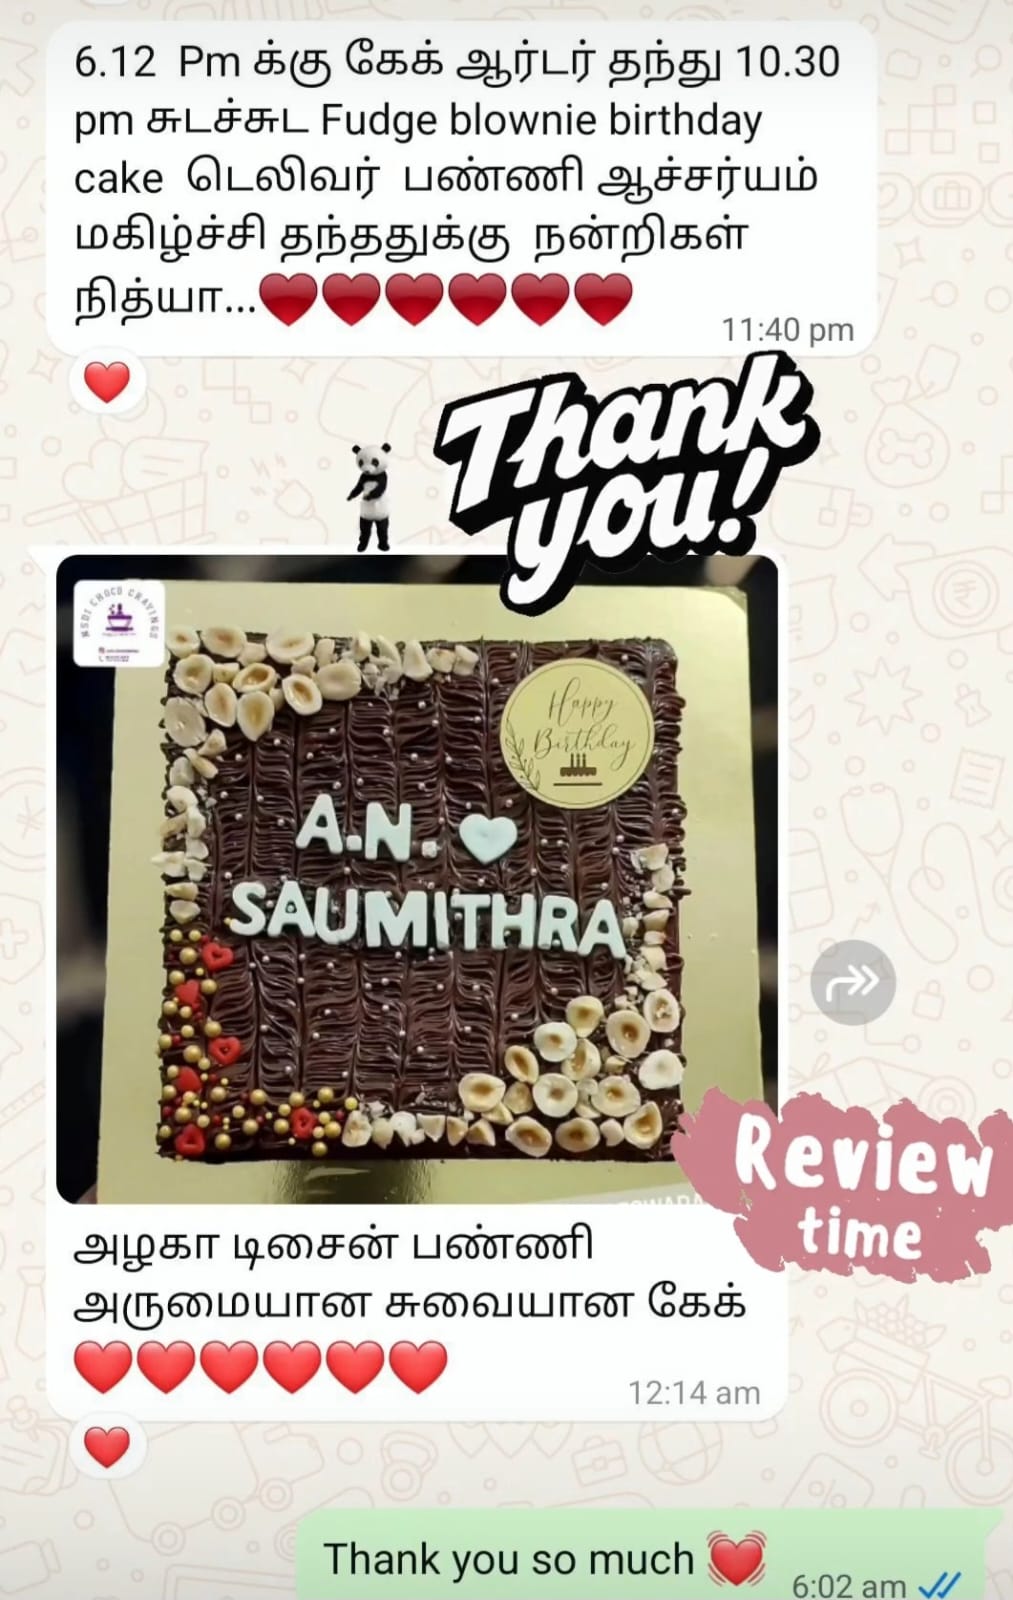 6.12 Pm க்கு கேக் ஆர்டர் தந்து 10.30
pm சுடச்சுட Fudge blownie birthday
cake டெலிவர் பண்ணி ஆச்சர்யம்
மகிழ்ச்சி தந்ததுக்கு நன்றிகள்
நித்யா...❤️❤️❤️❤️❤️❤️
11:40 pm
❤️
Thank
you!
CHOCO CRAVINGS
Happy
Birthday
A.N.
SAUMITHRA
Review
time
அழகா டிசைன் பண்ணி
அருமையான சுவையான கேக்
❤️❤️❤️❤️❤️❤️
12:14 am
❤️
Thank you so much 💓
6:02 am